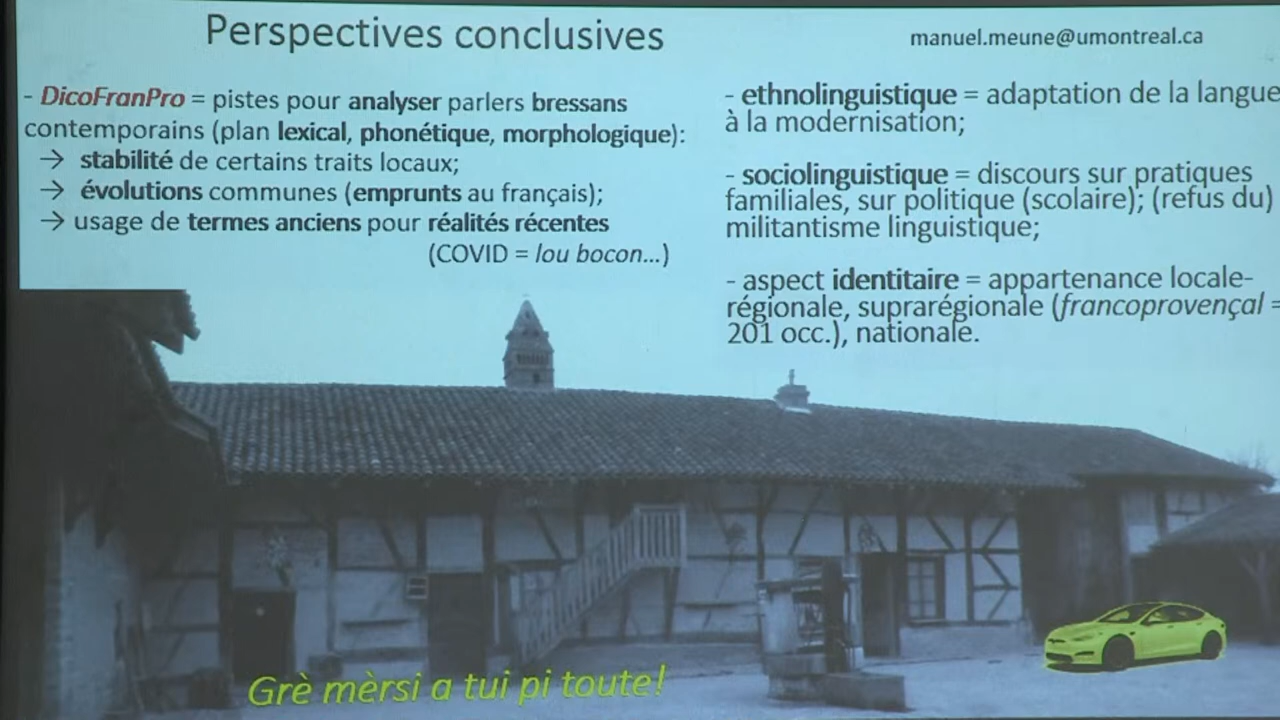 Perspectives conclusives
manuel.meune@umontreal.ca
- DicoFranPro = pistes pour analyser parlers bressans
contemporains (plan lexical, phonétique, morphologique):
→ stabilité de certains traits locaux;
→ évolutions communes (emprunts au français);
→ usage de termes anciens pour réalités récentes
(COVID = lou bocon...)
- ethnolinguistique = adaptation de la langue
à la modernisation;
- sociolinguistique = discours sur pratiques
familiales, sur politique (scolaire); (refus du)
militantisme linguistique;
- aspect identitaire = appartenance locale-
régionale, suprarégionale (francoprovençal =
201 occ.), nationale.
Grè mèrsi a tui pi toute!